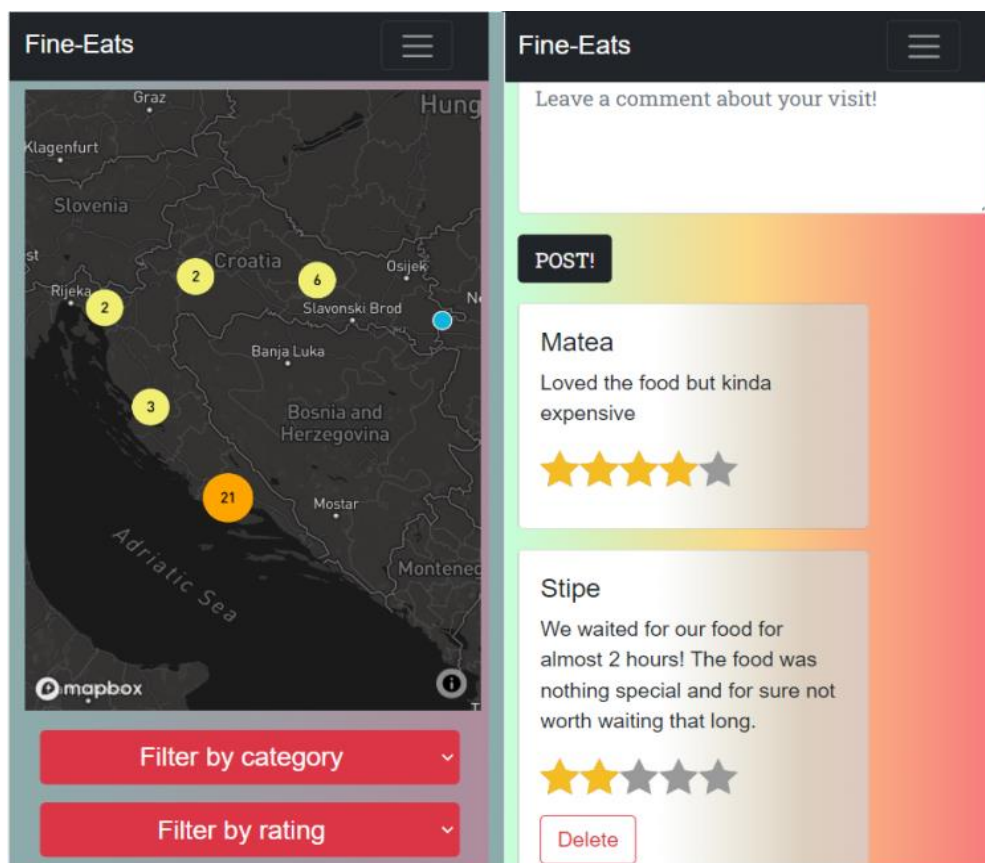 Fine-Eats
Graz
Hung
Klagenfurt
Slovenia
st
Croatia
2
6
Osijek
Rijeka
2
Slavonski Brod
Ne
Banja Luka
3
Bosnia and
Herzegovina
21
Mostar
Adriatic Sea
Monteneg
mapbox
T
Filter by category
Filter by rating
Fine-Eats
Leave a comment about your visit!
POST!
Matea
Loved the food but kinda
expensive
Stipe
We waited for our food for
almost 2 hours! The food was
nothing special and for sure not
worth waiting that long.
Delete